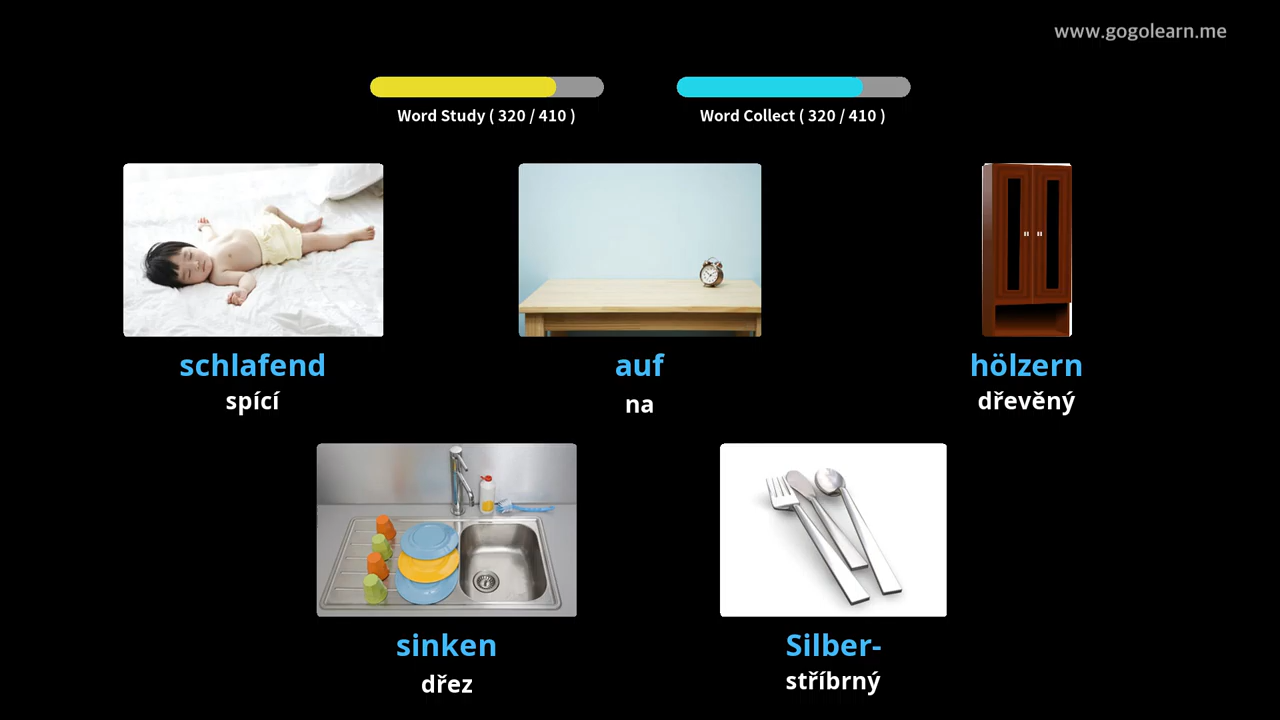 www.gogolearn.me
Word Study ( 320 / 410 )
Word Collect ( 320 / 410 )
schlafend
spící
auf
na
hölzern
dřevěný
sinken
dřez
Silber-
stříbrný